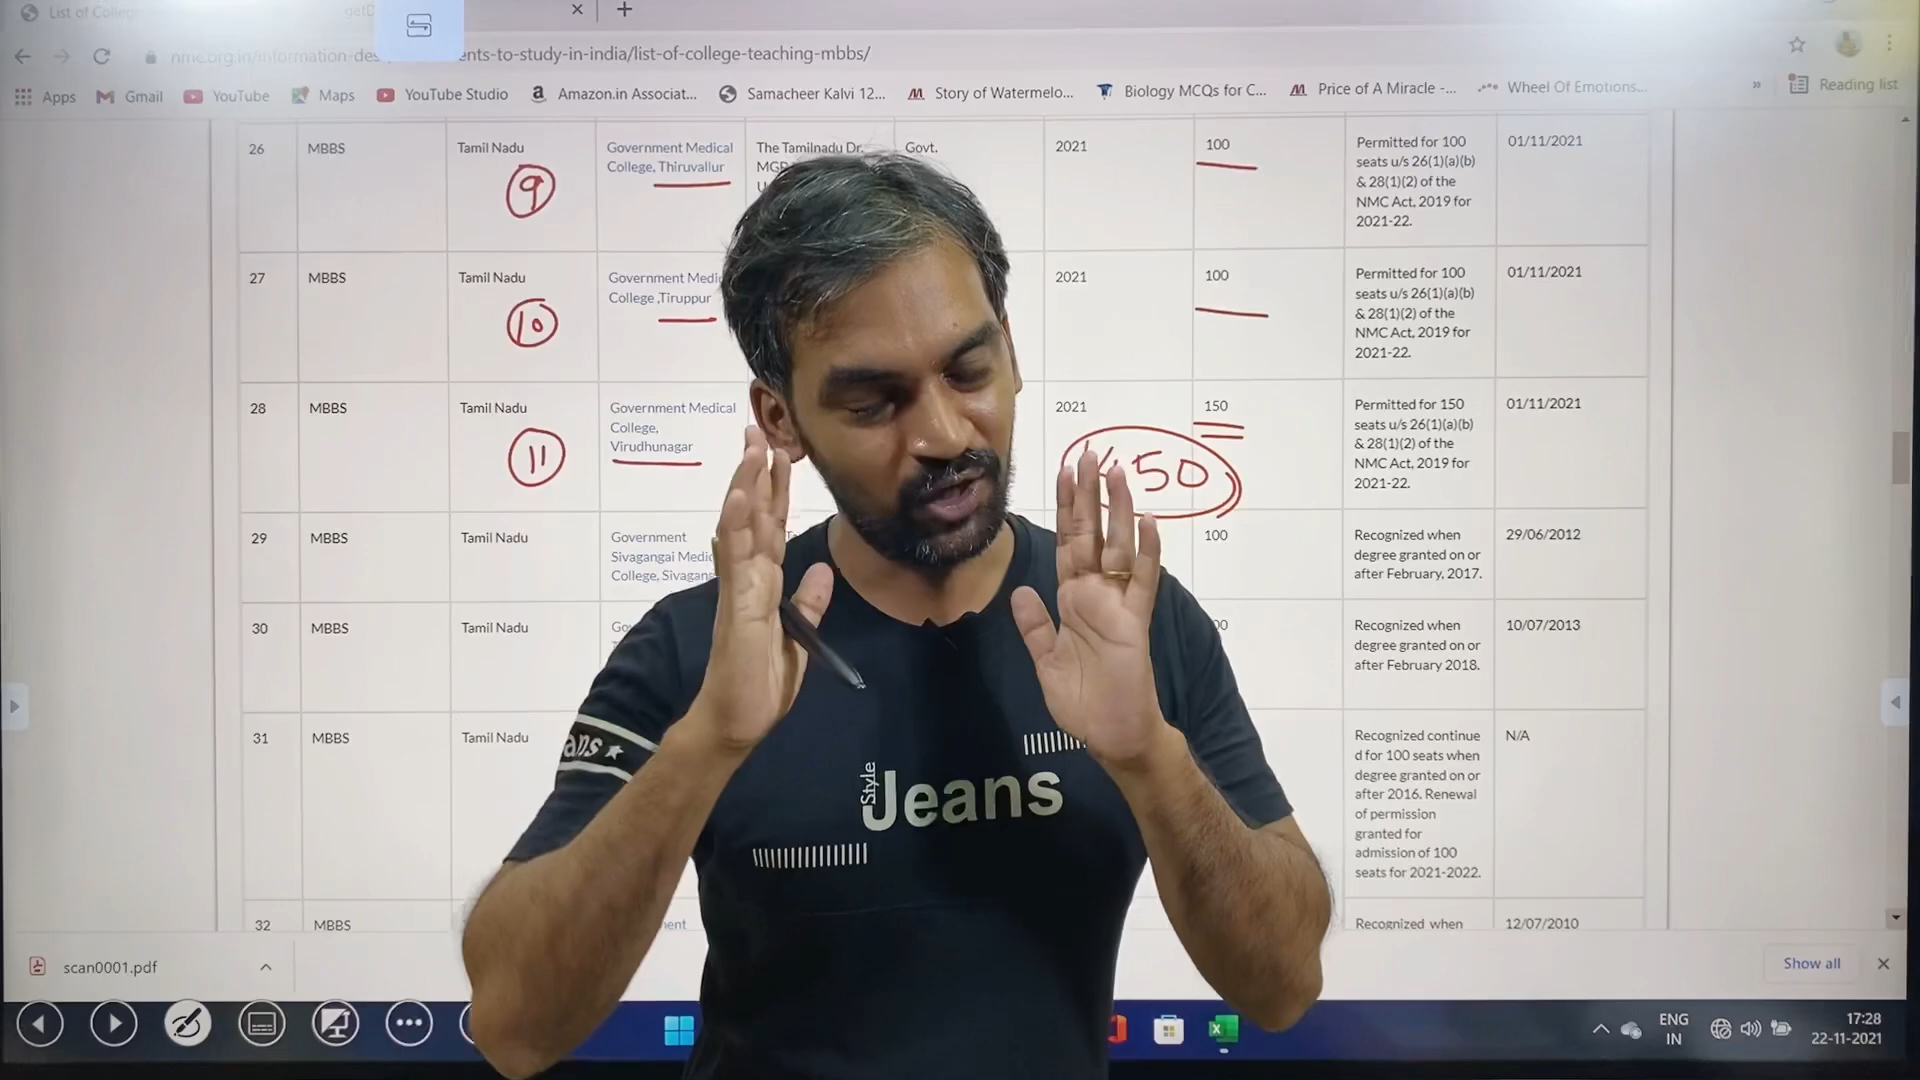 List of Colleg
getD
nmc.org.in/information-des
ents-to-study-in-india/list-of-college-teaching-mbbs/
Apps
Gmail
YouTube
Maps
YouTube Studio
Amazon.in Associat...
Samacheer Kalvi 12...
Story of Watermelo...
Biology MCQs for C...
Price of A Miracle -...
Wheel Of Emotions...
»
Reading list
26
MBBS
Tamil Nadu
9
Government Medical
College, Thiruvallur
The Tamilnadu Dr.
MGR
U
Govt.
2021
100
Permitted for 100
seats u/s 26(1)(a)(b)
& 28(1)(2) of the
NMC Act, 2019 for
2021-22.
01/11/2021
27
MBBS
Tamil Nadu
10
Government Medic
College ,Tiruppur
2021
100
Permitted for 100
seats u/s 26(1)(a)(b)
& 28(1)(2) of the
NMC Act, 2019 for
2021-22.
01/11/2021
28
MBBS
Tamil Nadu
11
Government Medical
College,
Virudhunagar
2021
150
50
Permitted for 150
seats u/s 26(1)(a)(b)
& 28(1)(2) of the
NMC Act, 2019 for
2021-22.
01/11/2021
29
MBBS
Tamil Nadu
Government
Sivagangai Medic
College, Sivagang
100
Recognized when
degree granted on or
after February, 2017.
29/06/2012
30
MBBS
Tamil Nadu
Go
00
Recognized when
degree granted on or
after February 2018.
10/07/2013
31
MBBS
Tamil Nadu
Recognized continue
d for 100 seats when
degree granted on or
after 2016. Renewal
of permission
granted for
admission of 100
seats for 2021-2022.
N/A
32
MBBS
ment
Recognized when
12/07/2010
ans
Style
Jeans
scan0001.pdf
Show all
ENG
IN
17:28
22-11-2021